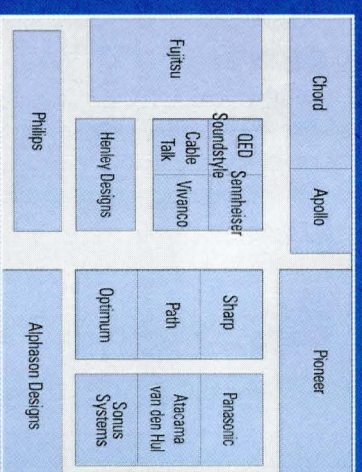 Chord
Apollo
Pioneer
QED
Soundstyle
Sennheiser
Sharp
Panasonic
Fujitsu
Cable
Talk
Vivanco
Path
Atacama
van den Hul
Henley Designs
Optimum
Sonus
Systems
Philips
Alphason Designs